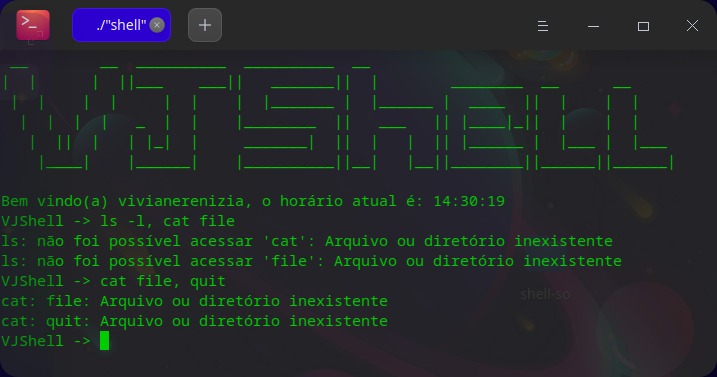 ./"shell"
VJShell
Bem vindo(a) vivianerenizia, o horário atual é: 14:30:19
VJShell -> ls -l, cat file
ls: não foi possível acessar 'cat': Arquivo ou diretório inexistente
ls: não foi possível acessar 'file': Arquivo ou diretório inexistente
VJShell -> cat file, quit
cat: file: Arquivo ou diretório inexistente
cat: quit: Arquivo ou diretório inexistente
VJShell ->
shell-so